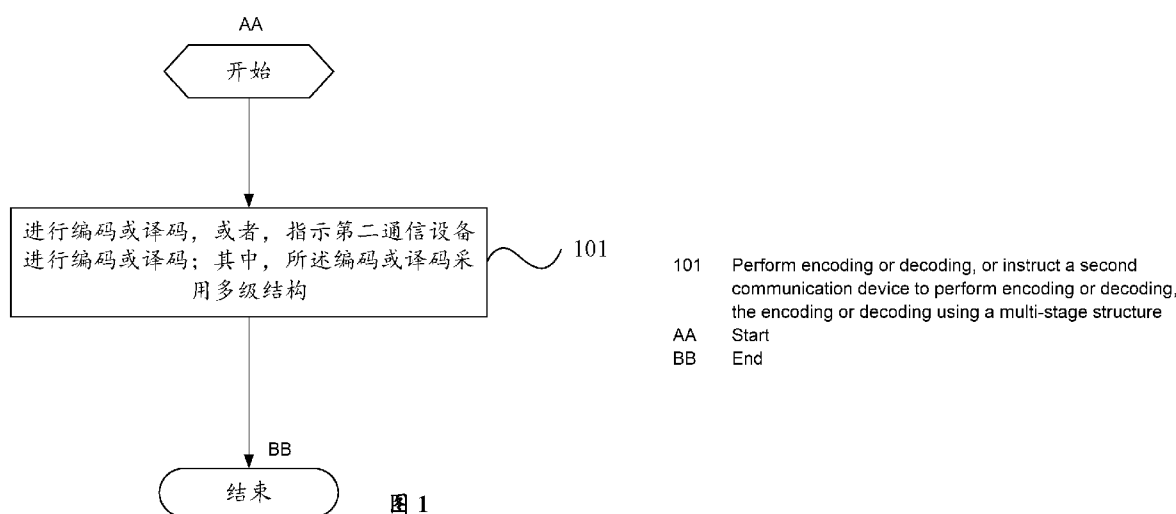 AA
开始
进行编码或译码，或者，指示第二通信设备
进行编码或译码；其中，所述编码或译码采
用多级结构
101
BB
结束
图 1
101 Perform encoding or decoding, or instruct a second
communication device to perform encoding or decoding,
the encoding or decoding using a multi-stage structure
AA Start
BB End